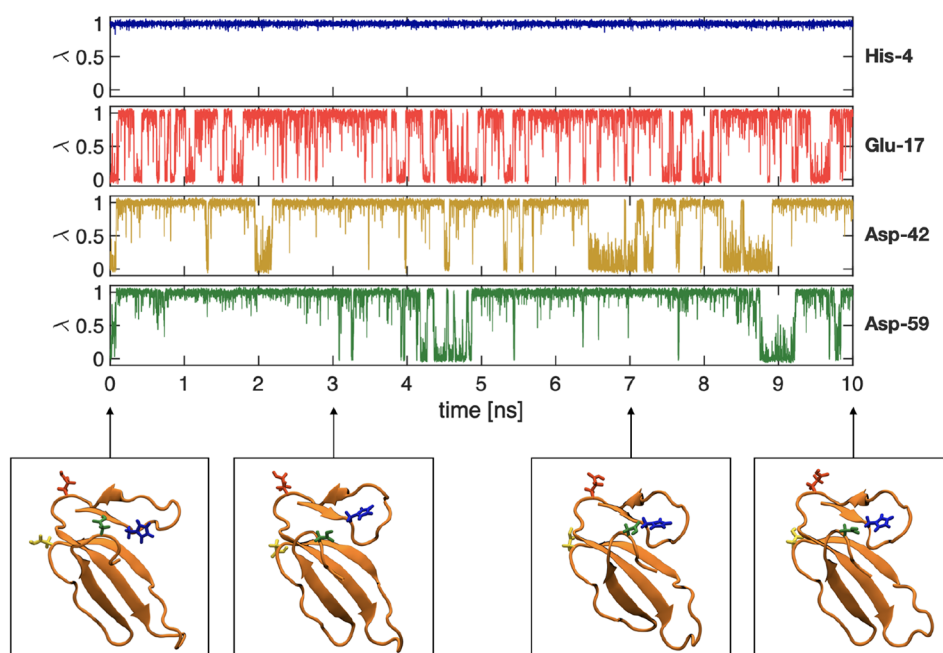 λ 1 0.5 0 His-4
λ 1 0.5 0 Glu-17
λ 1 0.5 0 Asp-42
λ 1 0.5 0 Asp-59
0 1 2 3 4 5 6 7 8 9 10
time [ns]